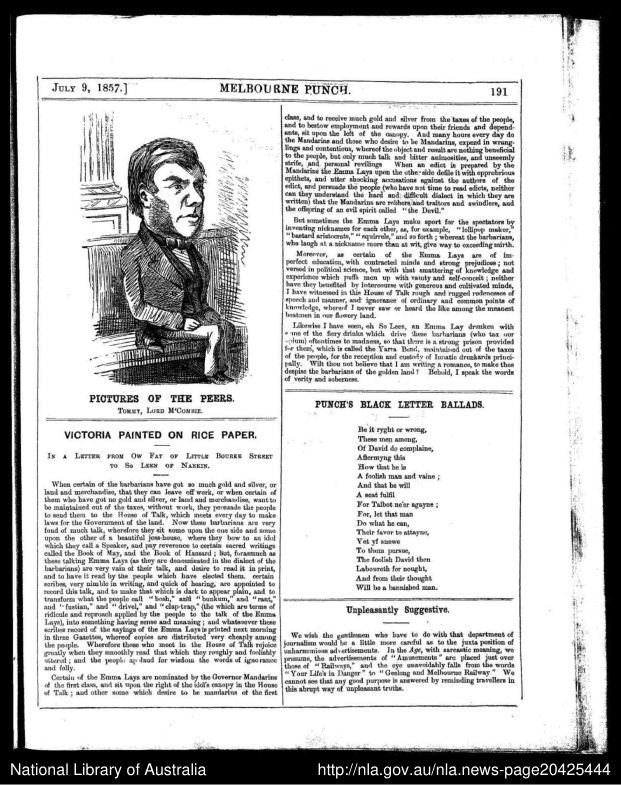 JULY 9, 1857.]
MELBOURNE PUNCH.
191
PICTURES OF THE PEERS.
TOMMY, LORD M'COMBIE.
VICTORIA PAINTED ON RICE PAPER.
IN A LETTER FROM OW FAT OF LITTLE BOURKE STREET
TO SO LEEN OF NANKIN.
When certain of the barbarians have got so much gold and silver, or
land and merchandise, that they can leave off work, or when certain of
them who have got no gold and silver, or land and merchandise, want to
be maintained out of the taxes, without work, they persuade the people
to send them to the House of Talk, which meets every day to make
laws for the Government of the land. Now these barbarians are very
fond of much talk, wherefore they sit some upon the one side and some
upon the other of a beautiful joss-house, where they bow to an idol
which they call a Speaker, and pay reverence to certain sacred writings
called the Book of May, and the Book of Hansard; but, forasmuch as
these talking Emma Lays (as they are denominated in the dialect of the
barbarians) are very vain of their talk, and desire to read it in print,
and to have it read by the people which have elected them, certain
scribes, very nimble in writing, and quick of hearing, are appointed to
record this talk, and to make that which is dark to appear plain, and to
transform what the people call "bosh," and "bunkum," and "rant,"
and "fustian," and "drivel," and "clap-trap," (which are terms of
ridicule and reproach applied by the people to the talk of the Emma
Lays), into something having sense and meaning; and whatsoever these
scribes record of the sayings of the Emma Lays is printed next morning
in three Gazettes, whereof copies are distributed very cheaply among
the people. Wherefore those who meet in the House of Talk rejoice
greatly when they smoothly read that which they roughly and foolishly
uttered; and the people applaud for wisdom the words of ignorance
and folly.
Certain of the Emma Lays are nominated by the Governor Mandarins
of the first class, and sit upon the right of the idol's canopy in the House
of Talk; and other some which desire to be mandarins of the first
class, and to receive much gold and silver from the taxes of the people,
and to bestow employment and rewards upon their friends and depend-
ants, sit upon the left of the canopy. And many hours every day do
the Mandarins and those who desire to be Mandarins, expend in wrang-
lings and contentions, whereof the object and result are nothing beneficial
to the people, but only much talk and bitter animosities, and unseemly
strife, and personal revilings When an edict is prepared by the
Mandarins the Emma Lays upon the other side defile it with opprobrious
epithets, and utter shocking accusations against the authors of the
edict, and persuade the people (who have not time to read edicts, neither
can they understand the hard and difficult dialect in which they are
written) that the Mandarins are robbers and traitors and swindlers, and
the offspring of an evil spirit called "the Devil."
But sometimes the Emma Lays make sport for the spectators by
inventing nicknames for each other, as, for example, "lollipop maker,"
"bastard aristocrats," "squirrels," and so forth; whereat the barbarians,
who laugh at a nickname more than at wit, give way to exceeding mirth.
Moreover, as certain of the Emma Lays are of im-
perfect education, with contracted minds and strong prejudices; not
versed in political science, but with that smattering of knowledge and
experience which puffs men up with vanity and self-conceit; neither
have they benefited by intercourse with generous and cultivated minds,
I have witnessed in this House of Talk rough and rugged rudenesses of
speech and manner, and ignorance of ordinary and common points of
knowledge, whereof I never saw or heard the like among the meanest
boatmen in our flowery land.
Likewise I have seen, oh So Leen, an Emma Lay drunken with
some of the fiery drinks which drive these barbarians (who tax our
opium) oftentimes to madness, so that there is a strong prison provided
for them, which is called the Yarra Bend, maintained out of the taxes
of the people, for the reception and custody of lunatic drunkards princi-
pally. Wilt thou not believe that I am writing a romance, to make thee
despise the barbarians of the golden land? Behold, I speak the words
of verity and soberness.
PUNCH'S BLACK LETTER BALLADS.
Be it ryght or wrong,
These men among,
Of David do complaine,
Affermyng this
How that he is
A foolish man and vaine;
And that he will
A seat fulfil
For Talbot ne'er agayne;
For, let that man
Do what he can,
Their favor to attayne,
Yet yf anewe
To them pursue,
The foolish David then
Laboureth for nought,
And from their thought
Will be a banished man.
Unpleasantly Suggestive.
We wish the gentlemen who have to do with that department of
journalism would be a little more careful as to the juxta position of
unharmonious advertisements. In the Age, with sarcastic meaning, we
presume, the advertisements of "Amusements" are placed just over
those of "Railways," and the eye unavoidably falls from the words
"Your Life's in Danger" to "Geelong and Melbourne Railway." We
cannot see that any good purpose is answered by reminding travellers in
this abrupt way of unpleasant truths.
National Library of Australia
http://nla.gov.au/nla.news-page20425444